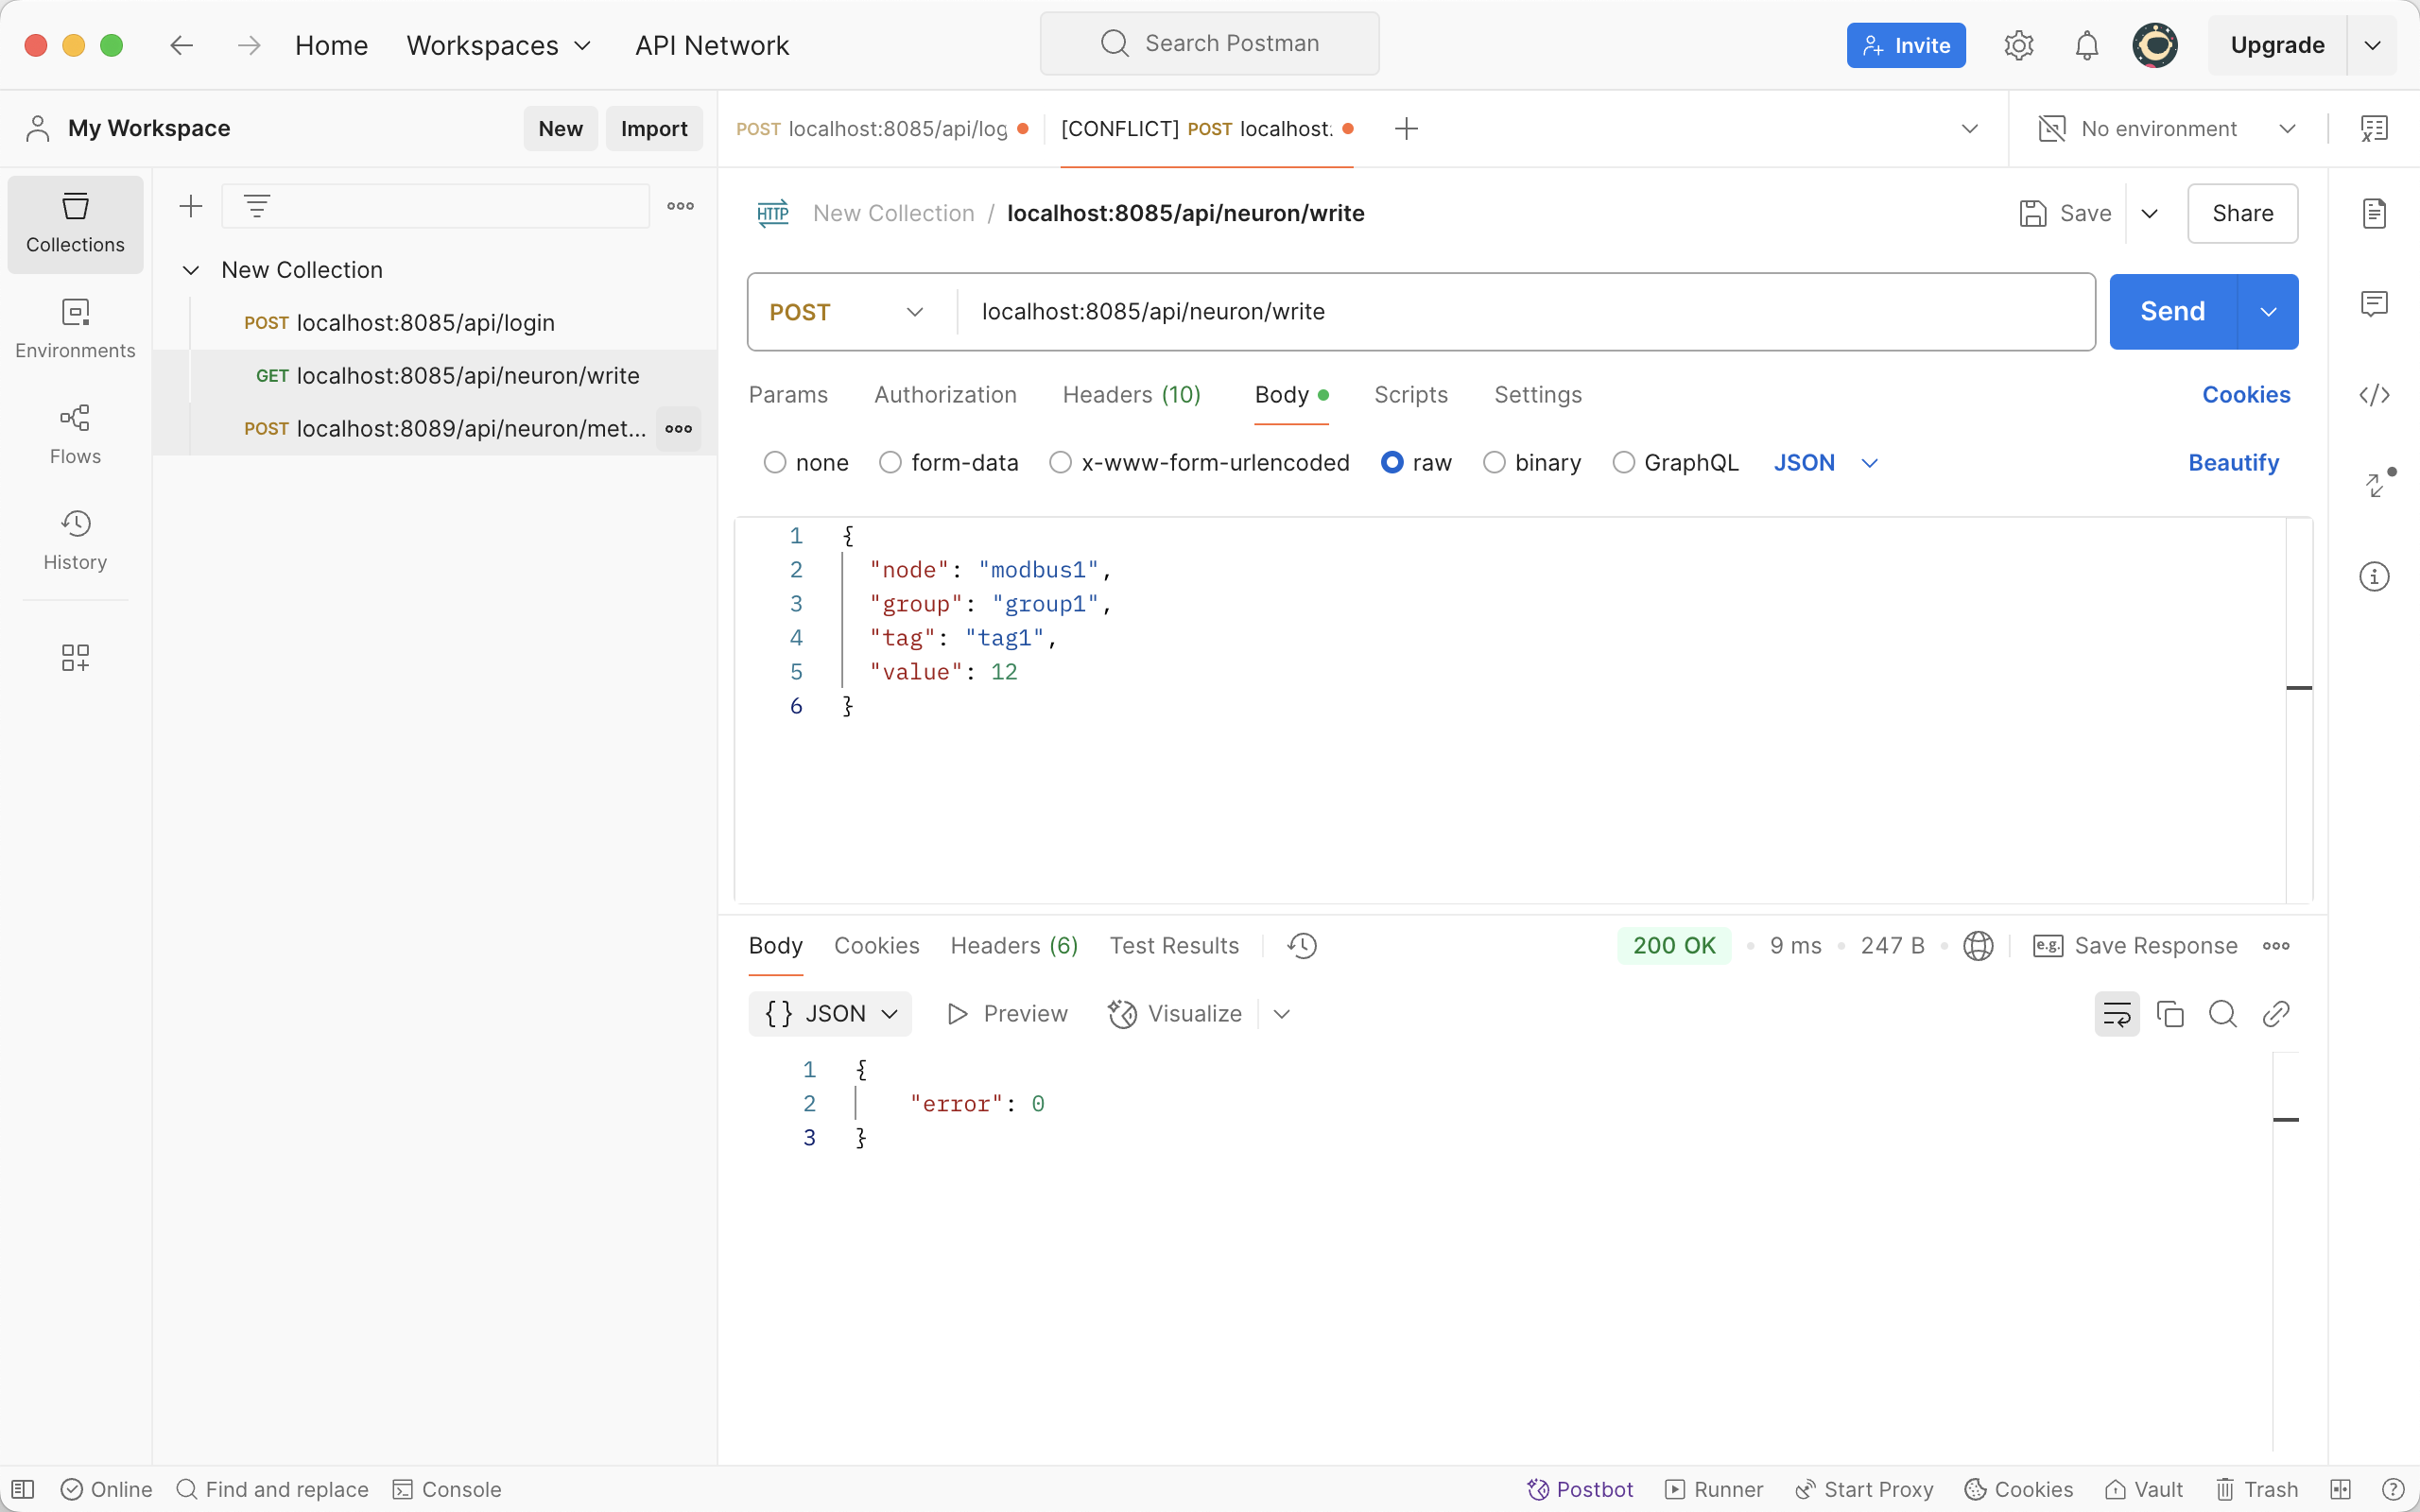 Home Workspaces API Network Search Postman Invite Upgrade
My Workspace New Import
POST localhost:8085/api/log [CONFLICT] POST localhost: No environment
Collections
Environments
Flows
History
New Collection
POST localhost:8085/api/login
GET localhost:8085/api/neuron/write
POST localhost:8089/api/neuron/met...
HTTP New Collection / localhost:8085/api/neuron/write Save Share
POST localhost:8085/api/neuron/write Send
Params Authorization Headers (10) Body Scripts Settings Cookies
none form-data x-www-form-urlencoded raw binary GraphQL JSON Beautify
1 {
2 "node": "modbus1",
3 "group": "group1",
4 "tag": "tag1",
5 "value": 12
6 }
Body Cookies Headers (6) Test Results 200 OK • 9 ms • 247 B • e.g. Save Response
{} JSON Preview Visualize
1 {
2 "error": 0
3 }
Online Find and replace Console Postbot Runner Start Proxy Cookies Vault Trash